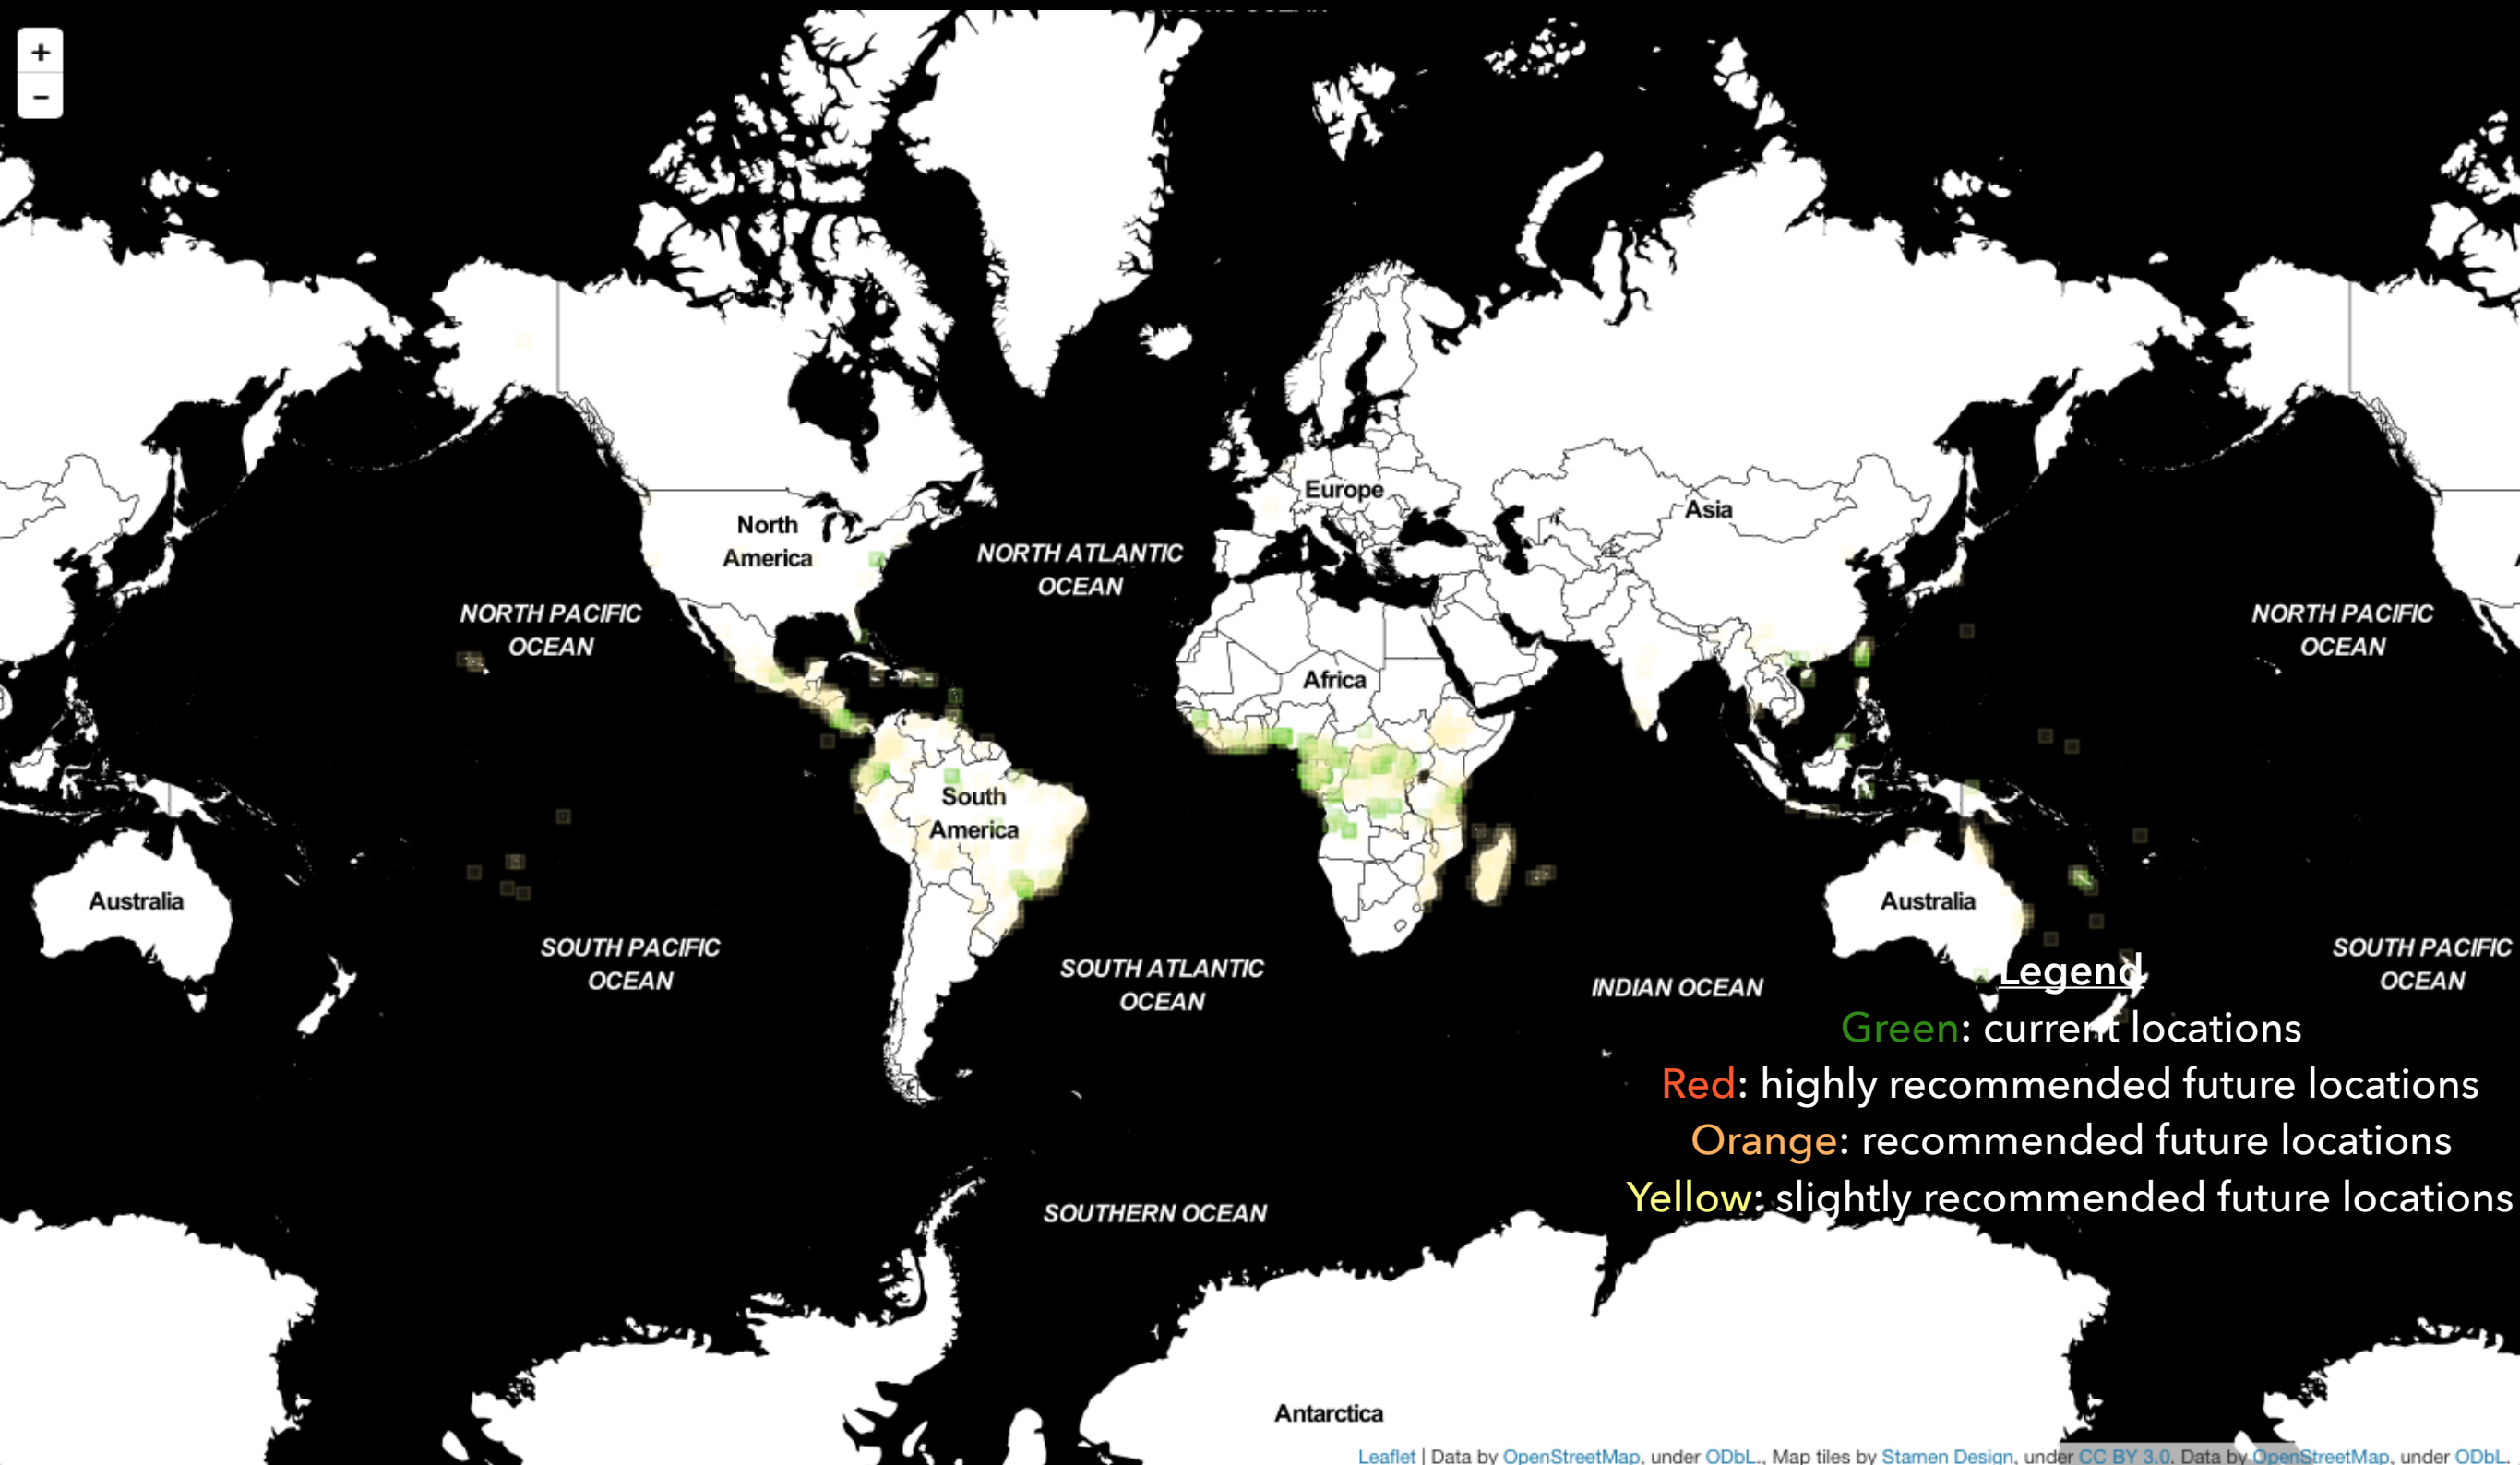 +
−
North
America
Europe
Asia
NORTH ATLANTIC
OCEAN
NORTH PACIFIC
OCEAN
NORTH PACIFIC
OCEAN
Africa
South
America
Australia
Australia
SOUTH PACIFIC
OCEAN
SOUTH ATLANTIC
OCEAN
INDIAN OCEAN
SOUTH PACIFIC
OCEAN
Legend
Green: current locations
Red: highly recommended future locations
Orange: recommended future locations
Yellow: slightly recommended future locations
SOUTHERN OCEAN
Antarctica
Leaflet | Data by OpenStreetMap, under ODbL., Map tiles by Stamen Design, under CC BY 3.0. Data by OpenStreetMap, under ODbL.